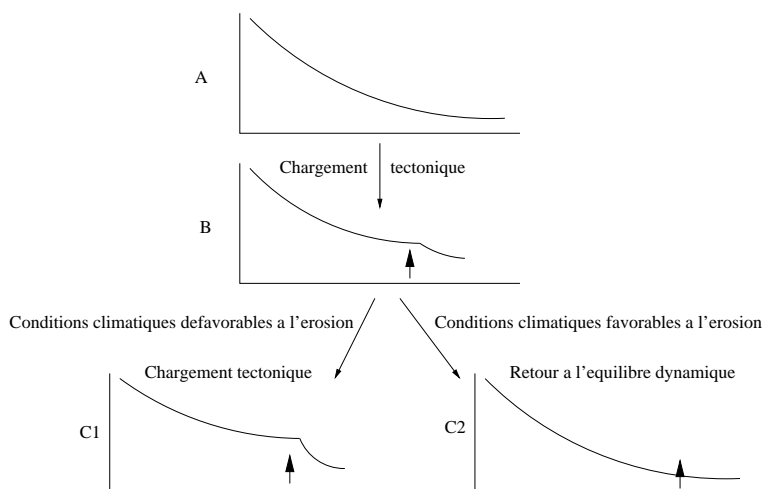 A
Chargement tectonique
B
Conditions climatiques defavorables a l'erosion
Conditions climatiques favorables a l'erosion
Chargement tectonique
Retour a l'equilibre dynamique
C1
C2